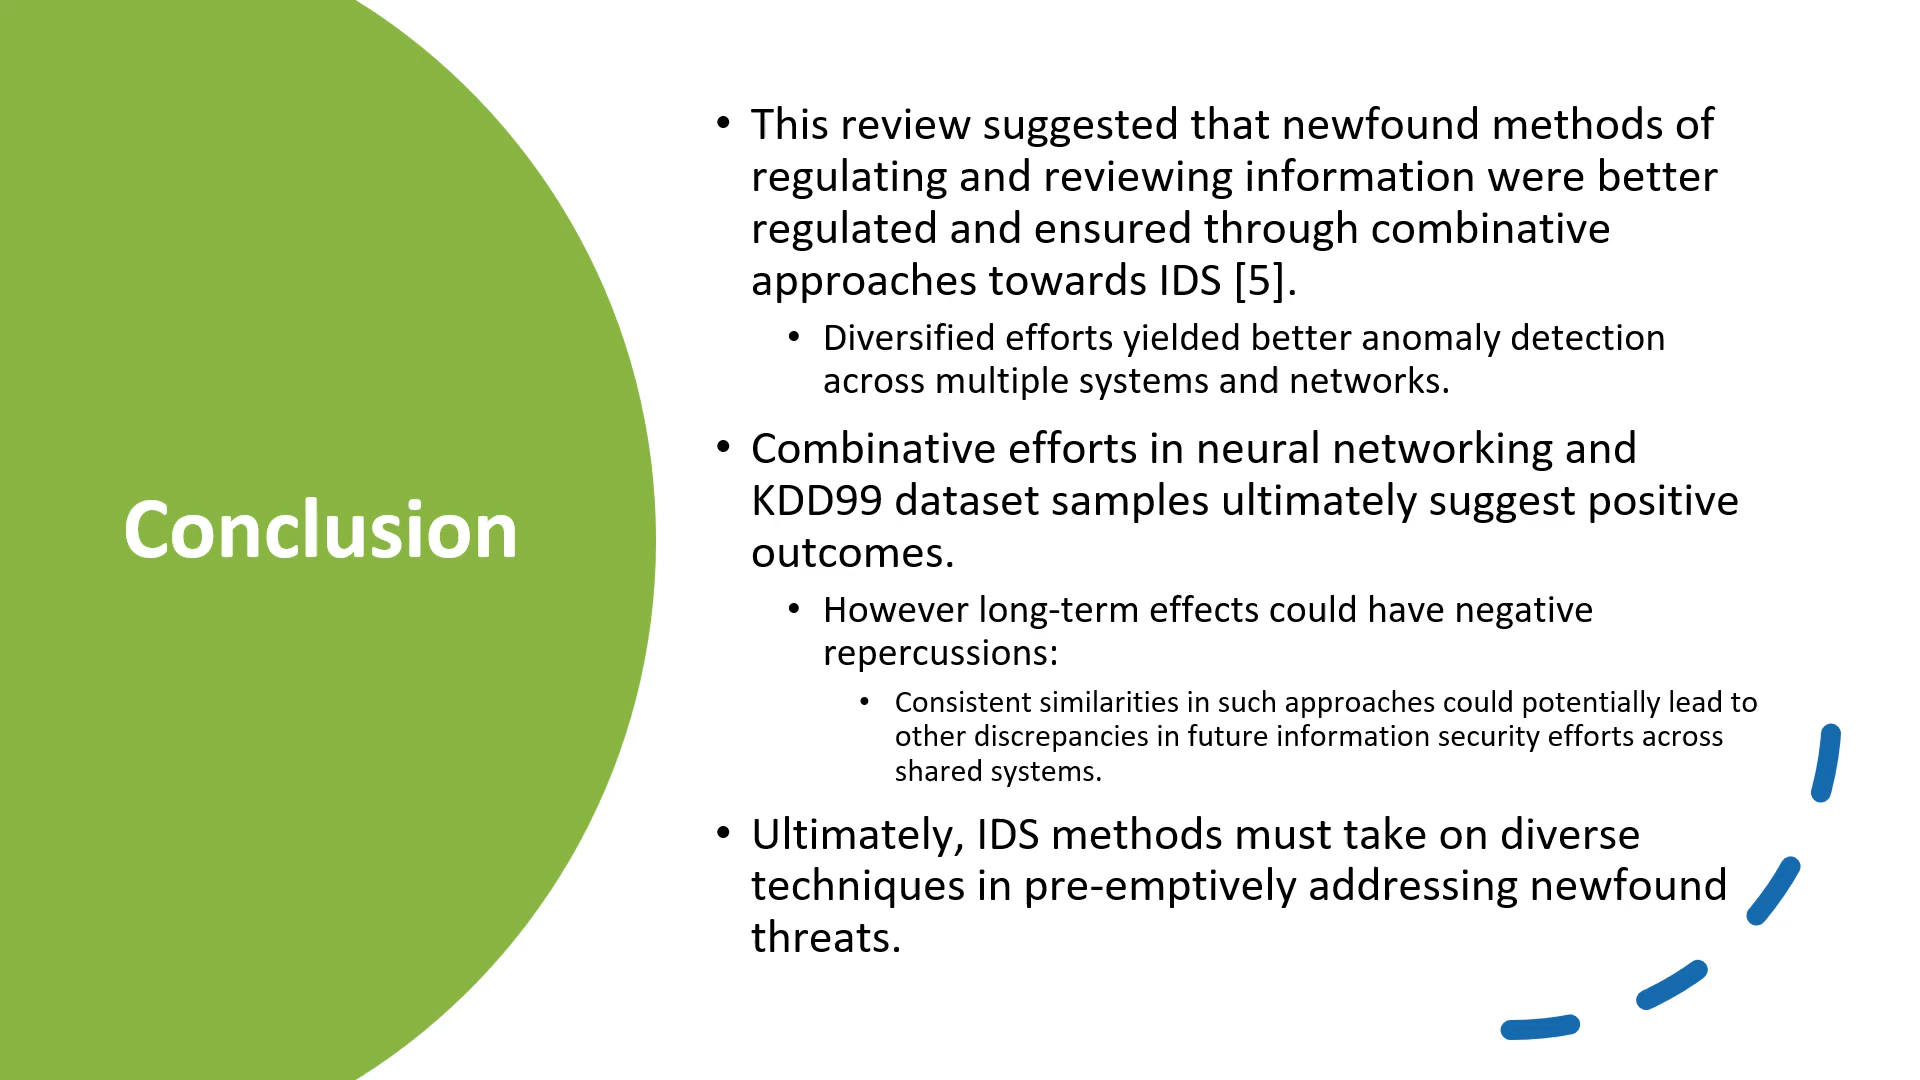 Conclusion
• This review suggested that newfound methods of
regulating and reviewing information were better
regulated and ensured through combinative
approaches towards IDS [5].
• Diversified efforts yielded better anomaly detection
across multiple systems and networks.
• Combinative efforts in neural networking and
KDD99 dataset samples ultimately suggest positive
outcomes.
• However long-term effects could have negative
repercussions:
• Consistent similarities in such approaches could potentially lead to
other discrepancies in future information security efforts across
shared systems.
• Ultimately, IDS methods must take on diverse
techniques in pre-emptively addressing newfound
threats.